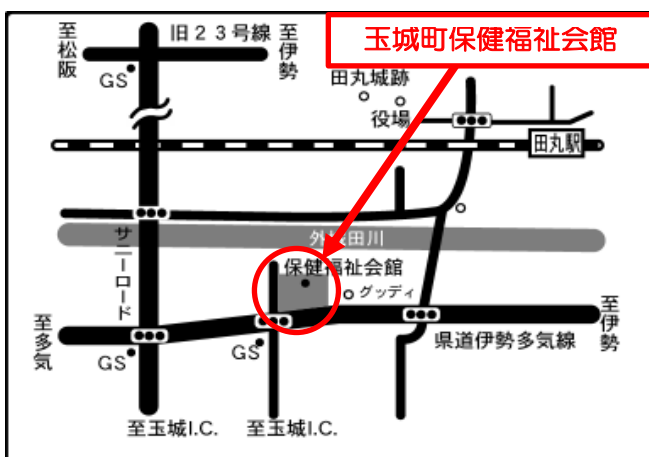 玉城町保健福祉会館
至松阪
旧23号線
至伊勢
GS
田丸城跡
役場
田丸駅
外城田川
サニーロード
保健福祉会館
グッディ
至多気
GS
GS
県道伊勢多気線
至伊勢
至玉城I.C.
至玉城I.C.